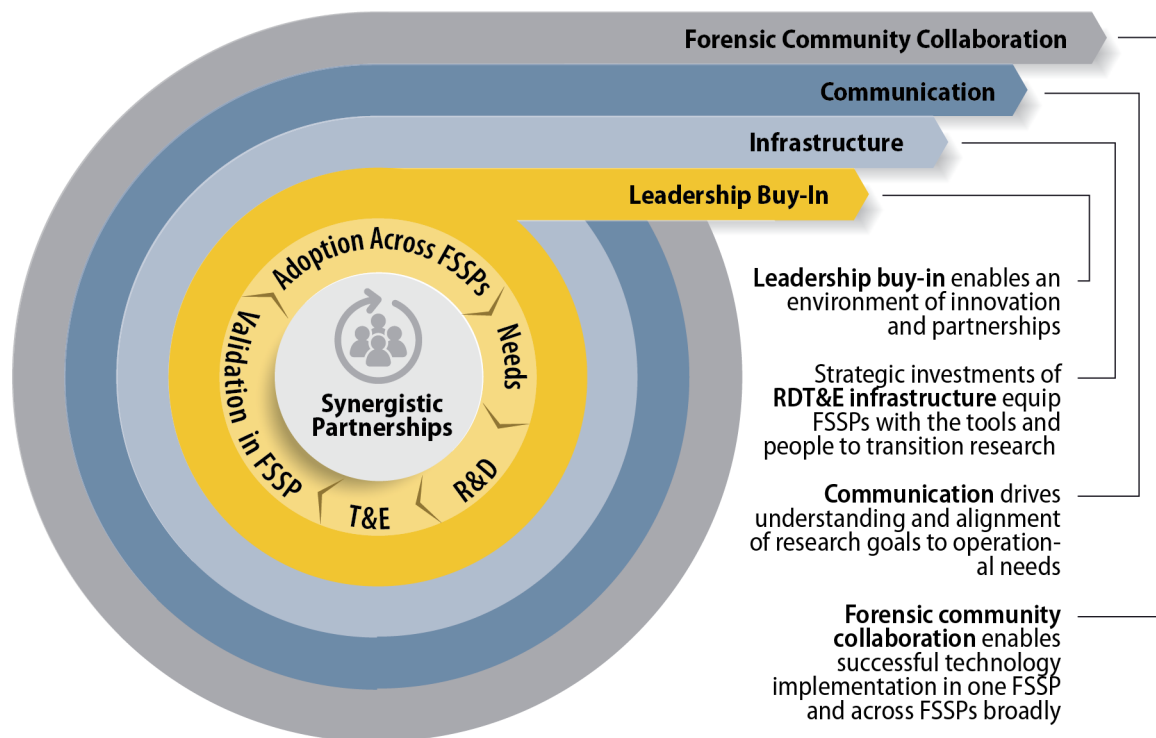 Forensic Community Collaboration
Communication
Infrastructure
Leadership Buy-In
Adoption Across FSSPs
Needs
R&D
T&E
Validation in FSSP
Synergistic
Partnerships
Leadership buy-in enables an
environment of innovation
and partnerships
Strategic investments of
RDT&E infrastructure equip
FSSPs with the tools and
people to transition research
Communication drives
understanding and alignment
of research goals to operation-
al needs
Forensic community
collaboration enables
successful technology
implementation in one FSSP
and across FSSPs broadly